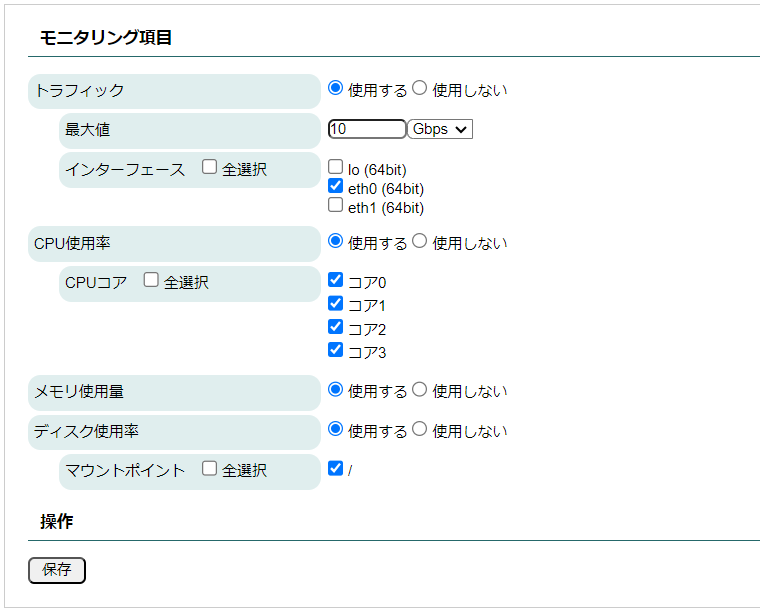 モニタリング項目
トラフィック 使用する 使用しない
最大値 10 Gbps
インターフェース 全選択 lo (64bit)
eth0 (64bit)
eth1 (64bit)
CPU使用率 使用する 使用しない
CPUコア 全選択 コア0
コア1
コア2
コア3
メモリ使用量 使用する 使用しない
ディスク使用率 使用する 使用しない
マウントポイント 全選択 /
操作
保存